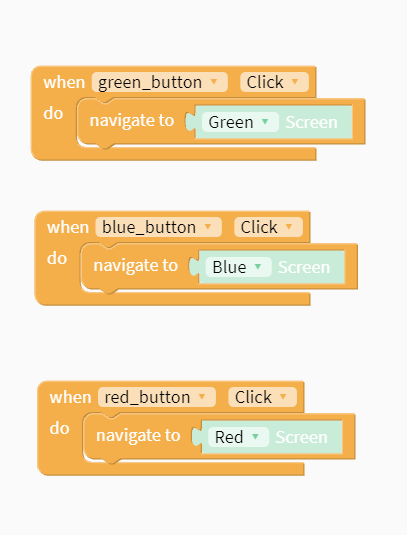 when green_button Click
do navigate to Green Screen
when blue_button Click
do navigate to Blue Screen
when red_button Click
do navigate to Red Screen